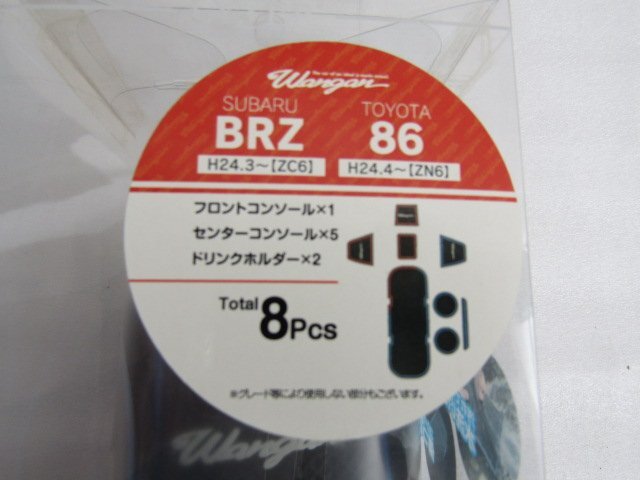 Wangan
SUBARU
BRZ
H24.3～【ZC6】
TOYOTA
86
H24.4～【ZN6】
フロントコンソール×1
センターコンソール×5
ドリンクホルダー×2
Total 8Pcs
※グレード等により使用しない部分もございます。
Wangan